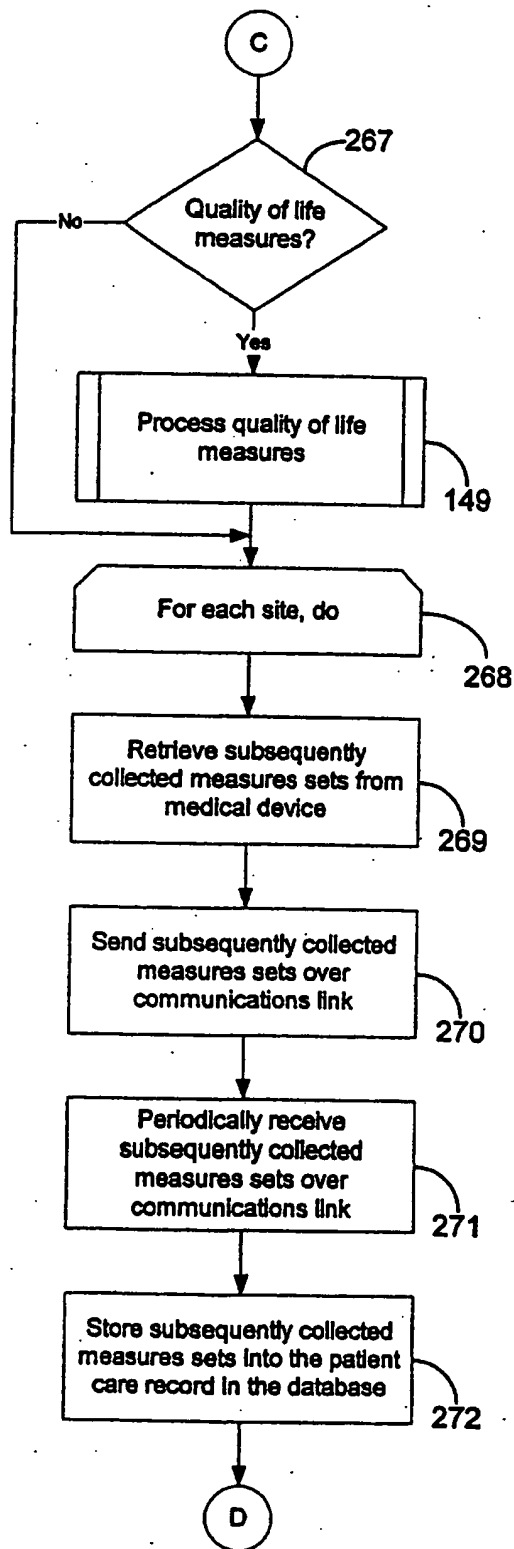 C
267
Quality of life
measures?
No
Yes
Process quality of life
measures
149
For each site, do
268
Retrieve subsequently
collected measures sets from
medical device
269
Send subsequently collected
measures sets over
communications link
270
Periodically receive
subsequently collected
measures sets over
communications link
271
Store subsequently collected
measures sets into the patient
care record in the database
272
D